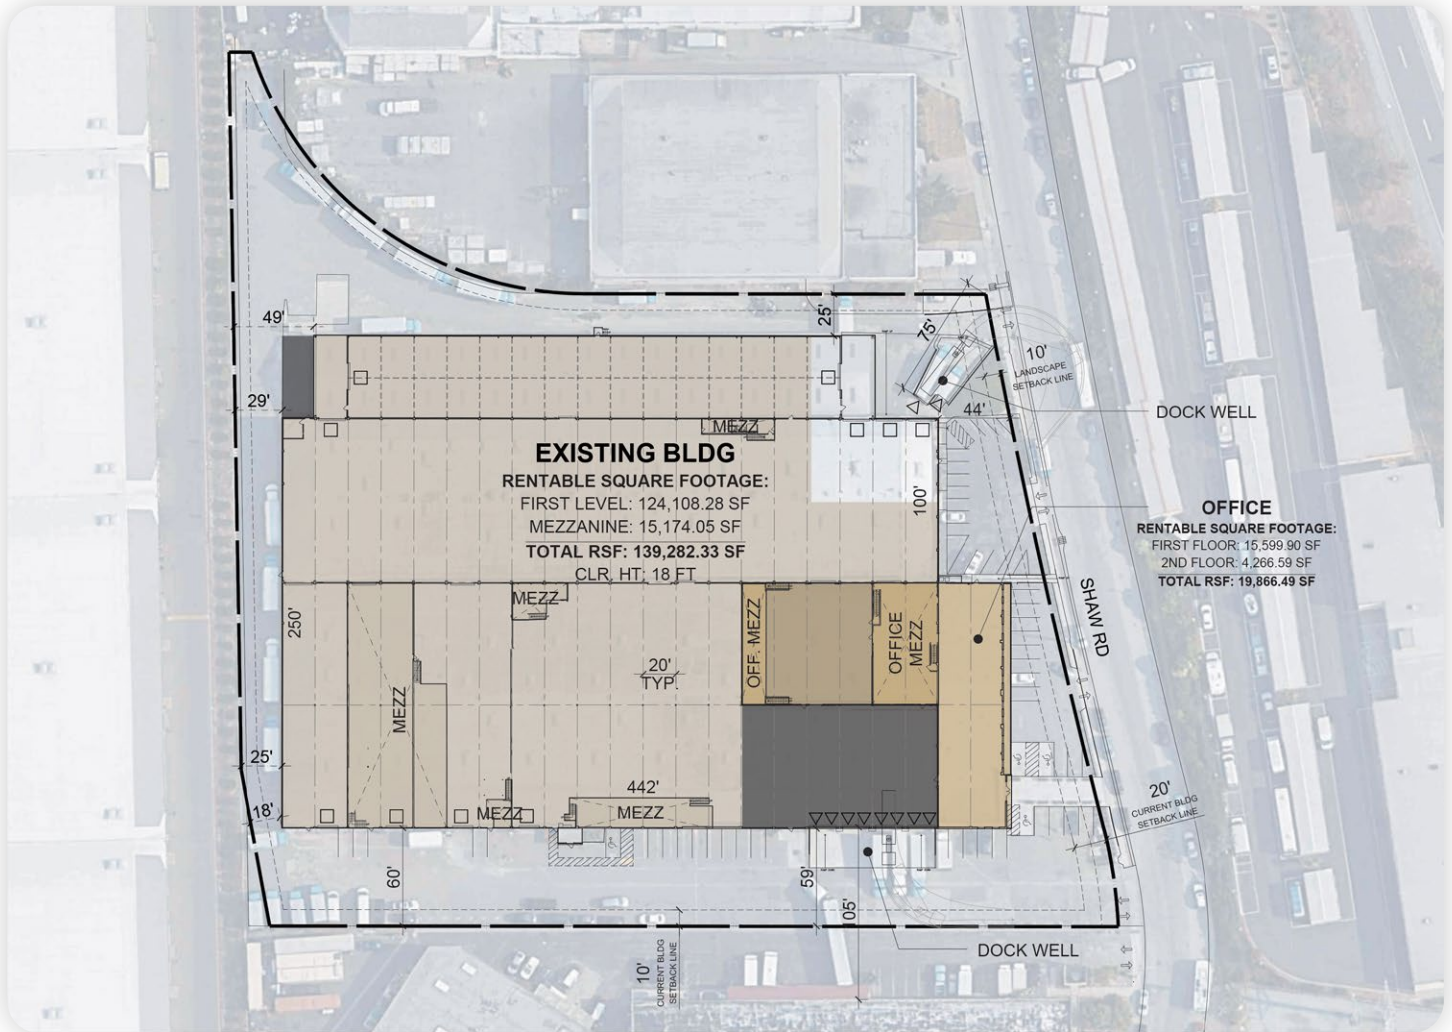 49'
25'
75'
10'
LANDSCAPE
SETBACK LINE
29'
44'
DOCK WELL
MEZZ
EXISTING BLDG
RENTABLE SQUARE FOOTAGE:
FIRST LEVEL: 124,108.28 SF
MEZZANINE: 15,174.05 SF
TOTAL RSF: 139,282.33 SF
CLR. HT: 18 FT
100'
OFFICE
RENTABLE SQUARE FOOTAGE:
FIRST FLOOR: 15,599.90 SF
2ND FLOOR: 4,266.59 SF
TOTAL RSF: 19,866.49 SF
SHAW RD
250'
MEZZ
OFF. MEZZ
OFFICE
MEZZ
20'
TYP.
MEZZ
25'
18'
442'
MEZZ
MEZZ
20'
CURRENT BLDG
SETBACK LINE
60'
59'
105'
DOCK WELL
10'
CURRENT BLDG
SETBACK LINE